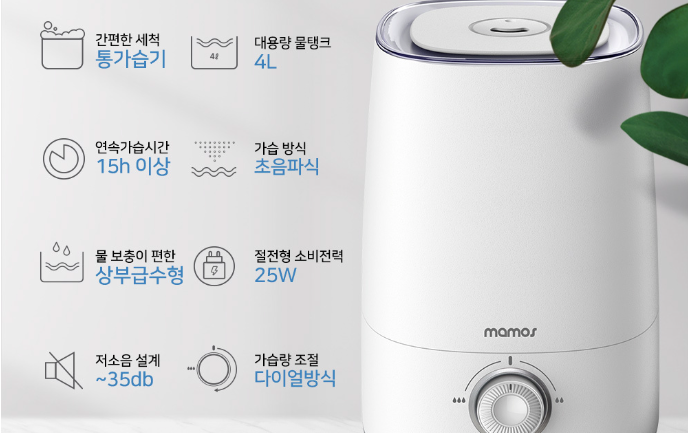 간편한 세척
통가습기
대용량 물탱크
4L
4ℓ
연속가습시간
15h 이상
가습 방식
초음파식
물 보충이 편한
상부급수형
절전형 소비전력
25W
저소음 설계
~35db
가습량 조절
다이얼방식
mamos